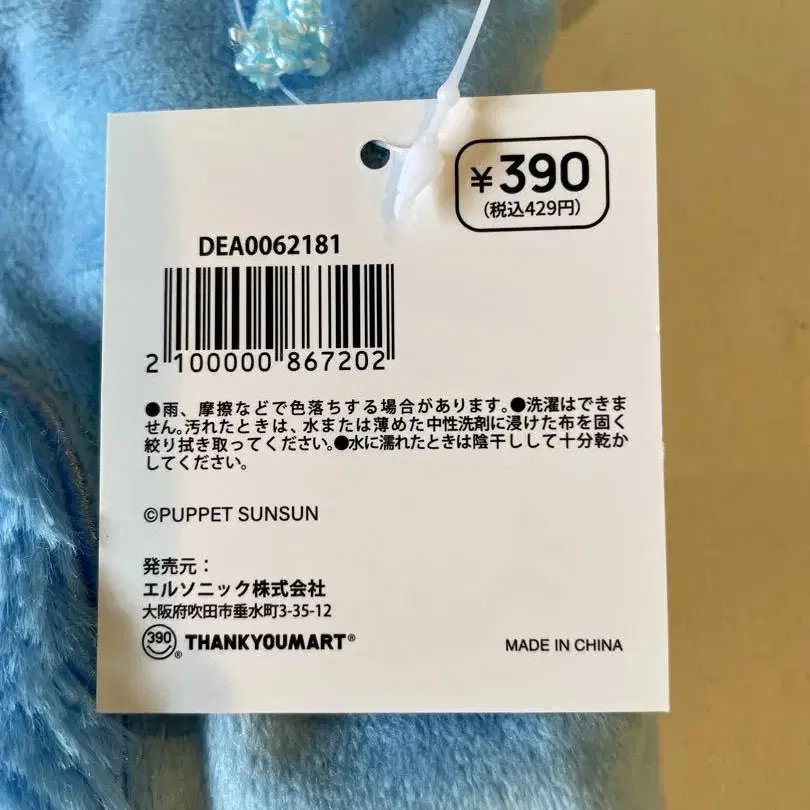 ¥390
(税込429円)
DEA0062181
2 100000 867202
●雨、摩擦などで色落ちする場合があります。●洗濯はできま
せん。汚れたときは、水または薄めた中性洗剤に浸けた布を固く
絞り拭き取ってください。●水に濡れたときは陰干しして十分乾か
してください。
©PUPPET SUNSUN
発売元：
エルソニック株式会社
大阪府吹田市垂水町3-35-12
390® THANKYOUMART®
MADE IN CHINA